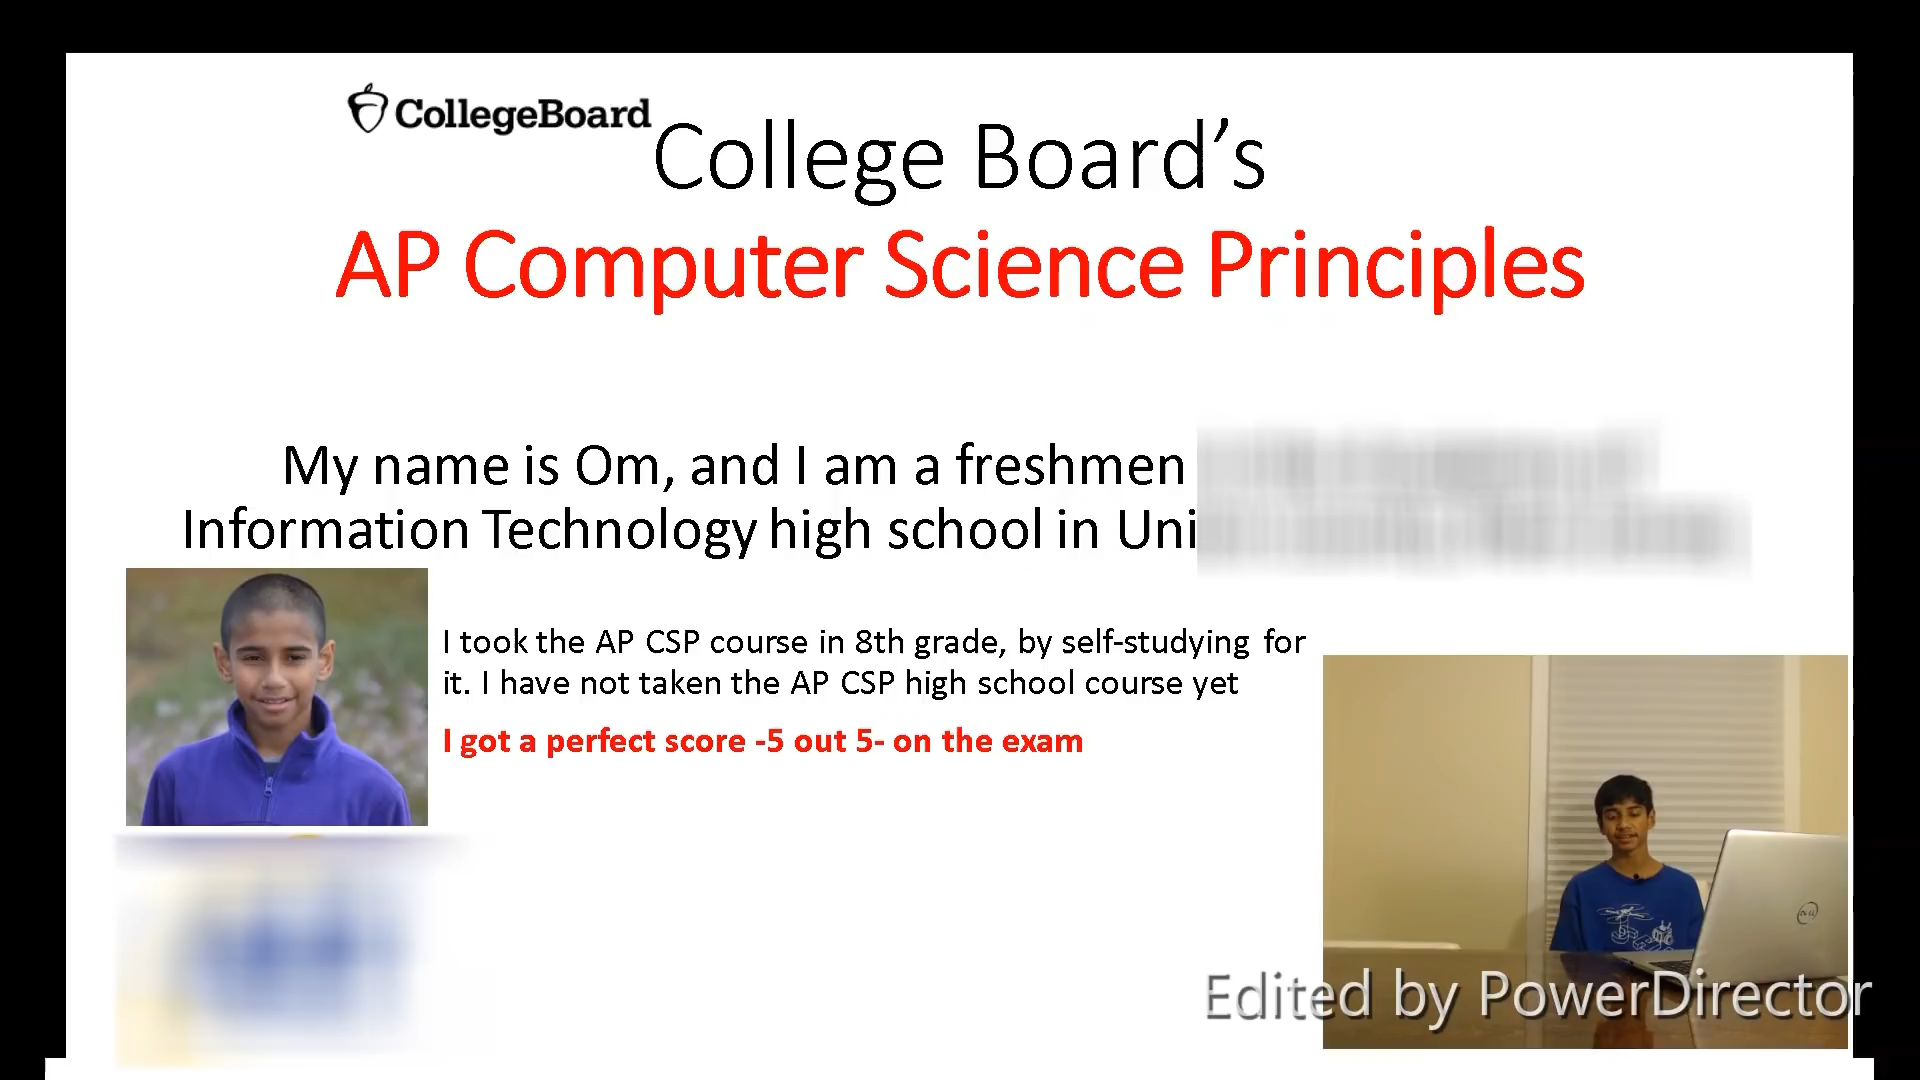 CollegeBoard
College Board’s
AP Computer Science Principles
My name is Om, and I am a freshmen
Information Technology high school in Uni
I took the AP CSP course in 8th grade, by self-studying for
it. I have not taken the AP CSP high school course yet
I got a perfect score -5 out 5- on the exam
Edited by PowerDirector